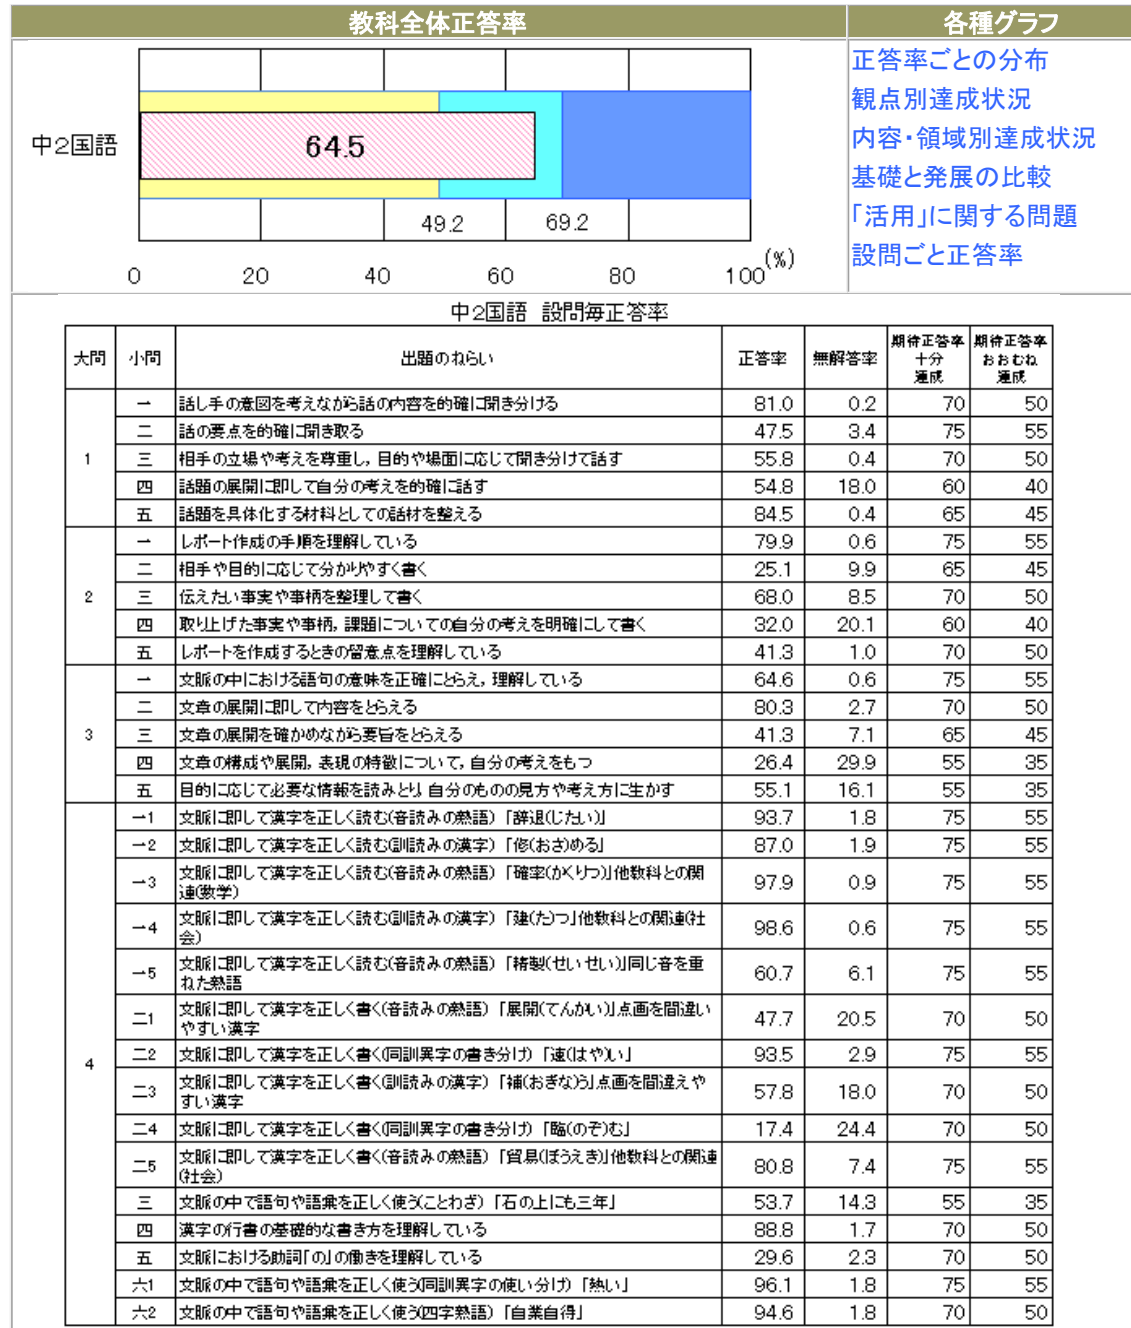 教科全体正答率 各種グラフ
正答率ごとの分布
観点別達成状況
内容・領域別達成状況
基礎と発展の比較
「活用」に関する問題
設問ごと正答率
中2国語 64.5
49.2 69.2
0 20 40 60 80 100 (%)
中2国語 設問毎正答率
大問 小問 出題のねらい 正答率 無解答率 期待正答率 十分 達成 期待正答率 おおむね 達成
1 一 話し手の意図を考えながら話の内容を的確に聞き分ける 81.0 0.2 70 50
二 話の要点を的確に聞き取る 47.5 3.4 75 55
三 相手の立場や考えを尊重し，目的や場面に応じて聞き分けて話す 55.8 0.4 70 50
四 話題の展開に即して自分の考えを的確に話す 54.8 18.0 60 40
五 話題を具体化する材料としての話材を整える 84.5 0.4 65 45
2 一 レポート作成の手順を理解している 79.9 0.6 75 55
二 相手や目的に応じて分かりやすく書く 25.1 9.9 65 45
三 伝えたい事実や事柄を整理して書く 68.0 8.5 70 50
四 取り上げた事実や事柄，課題についての自分の考えを明確にして書く 32.0 20.1 60 40
五 レポートを作成するときの留意点を理解している 41.3 1.0 70 50
3 一 文脈の中における語句の意味を正確にとらえ，理解している 64.6 0.6 75 55
二 文章の展開に即して内容をとらえる 80.3 2.7 70 50
三 文章の展開を確かめながら要旨をとらえる 41.3 7.1 65 45
四 文章の構成や展開，表現の特徴について，自分の考えをもつ 26.4 29.9 55 35
五 目的に応じて必要な情報を読みとり，自分のものの見方や考え方に生かす 55.1 16.1 55 35
4 一1 文脈に即して漢字を正しく読む(音読みの熟語)「辞退(じたい)」 93.7 1.8 75 55
一2 文脈に即して漢字を正しく読む(訓読みの漢字)「修(おさ)める」 87.0 1.9 75 55
一3 文脈に即して漢字を正しく読む(音読みの熟語)「確率(かくりつ)」他教科との関
連(数学) 97.9 0.9 75 55
一4 文脈に即して漢字を正しく読む(訓読みの漢字)「建(た)つ」他教科との関連(社
会) 98.6 0.6 75 55
一5 文脈に即して漢字を正しく読む(音読みの熟語)「精製(せいせい)」同じ音を重
ねた熟語 60.7 6.1 75 55
二1 文脈に即して漢字を正しく書く(音読みの熟語)「展開(てんかい)」点画を間違い
やすい漢字 47.7 20.5 70 50
二2 文脈に即して漢字を正しく書く(同訓異字の書き分け)「速(はや)い」 93.5 2.9 75 55
二3 文脈に即して漢字を正しく書く(訓読みの漢字)「補(おぎな)う」点画を間違えや
すい漢字 57.8 18.0 70 50
二4 文脈に即して漢字を正しく書く(同訓異字の書き分け)「臨(のぞ)む」 17.4 24.4 70 50
二5 文脈に即して漢字を正しく書く(音読みの熟語)「貿易(ぼうえき)」他教科との関連
(社会) 80.8 7.4 75 55
三 文脈の中で語句や語彙を正しく使う(ことわざ)「石の上にも三年」 53.7 14.3 55 35
四 漢字の行書の基礎的な書き方を理解している 88.8 1.7 70 50
五 文脈における助詞「の」の働きを理解している 29.6 2.3 70 50
六1 文脈の中で語句や語彙を正しく使う(同訓異字の使い分け)「熱い」 96.1 1.8 75 55
六2 文脈の中で語句や語彙を正しく使う(四字熟語)「自業自得」 94.6 1.8 70 50